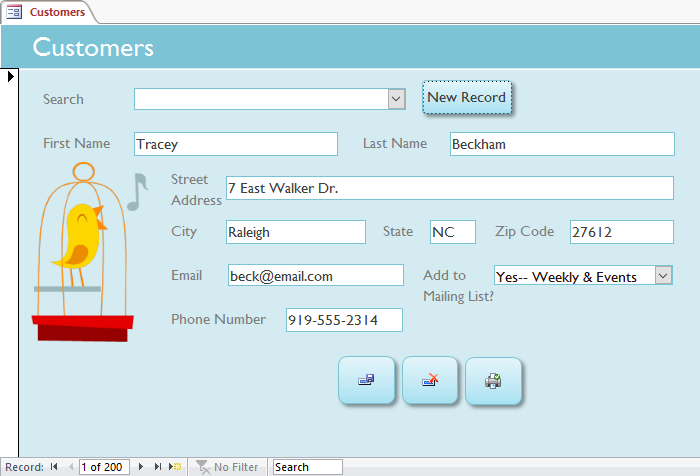 Customers
Customers
Search
New Record
First Name Tracey Last Name Beckham
Street
Address 7 East Walker Dr.
City Raleigh State NC Zip Code 27612
Email beck@email.com Add to
Mailing List? Yes-- Weekly & Events
Phone Number 919-555-2314
Record: 1 of 200 No Filter Search